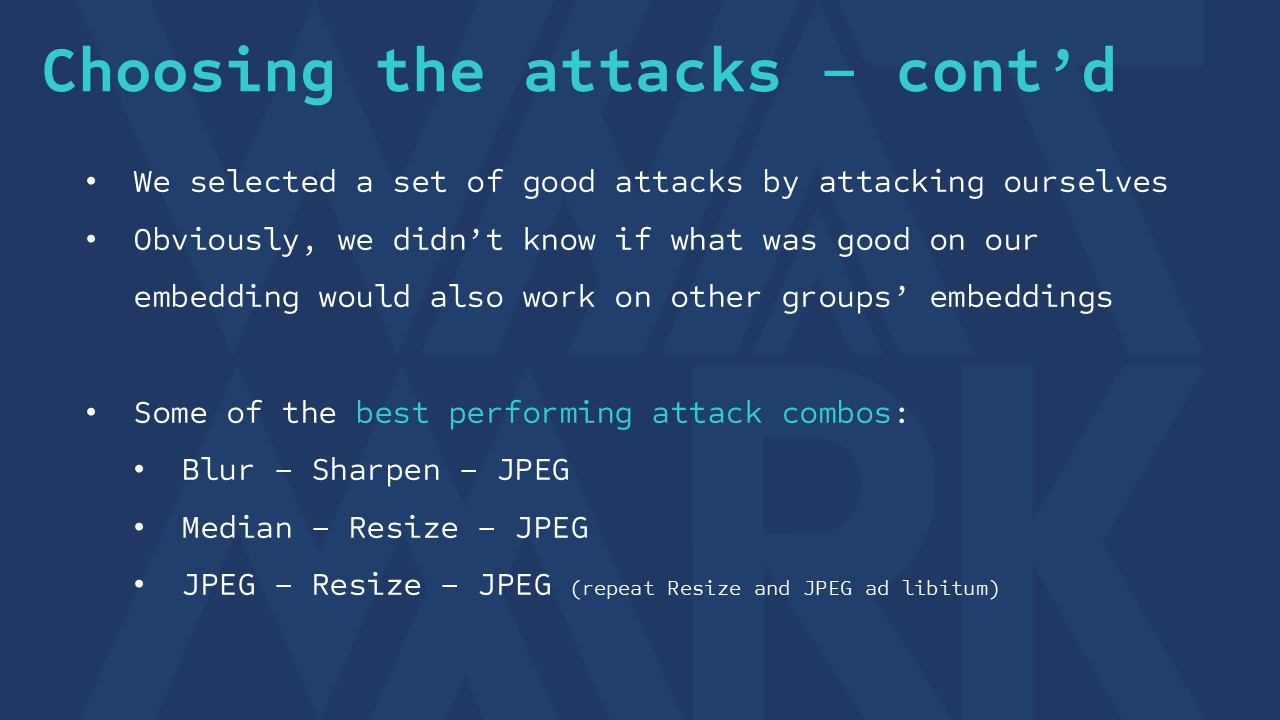 Choosing the attacks – cont’d
• We selected a set of good attacks by attacking ourselves
• Obviously, we didn’t know if what was good on our
embedding would also work on other groups’ embeddings
• Some of the best performing attack combos:
• Blur – Sharpen – JPEG
• Median – Resize – JPEG
• JPEG – Resize – JPEG (repeat Resize and JPEG ad libitum)